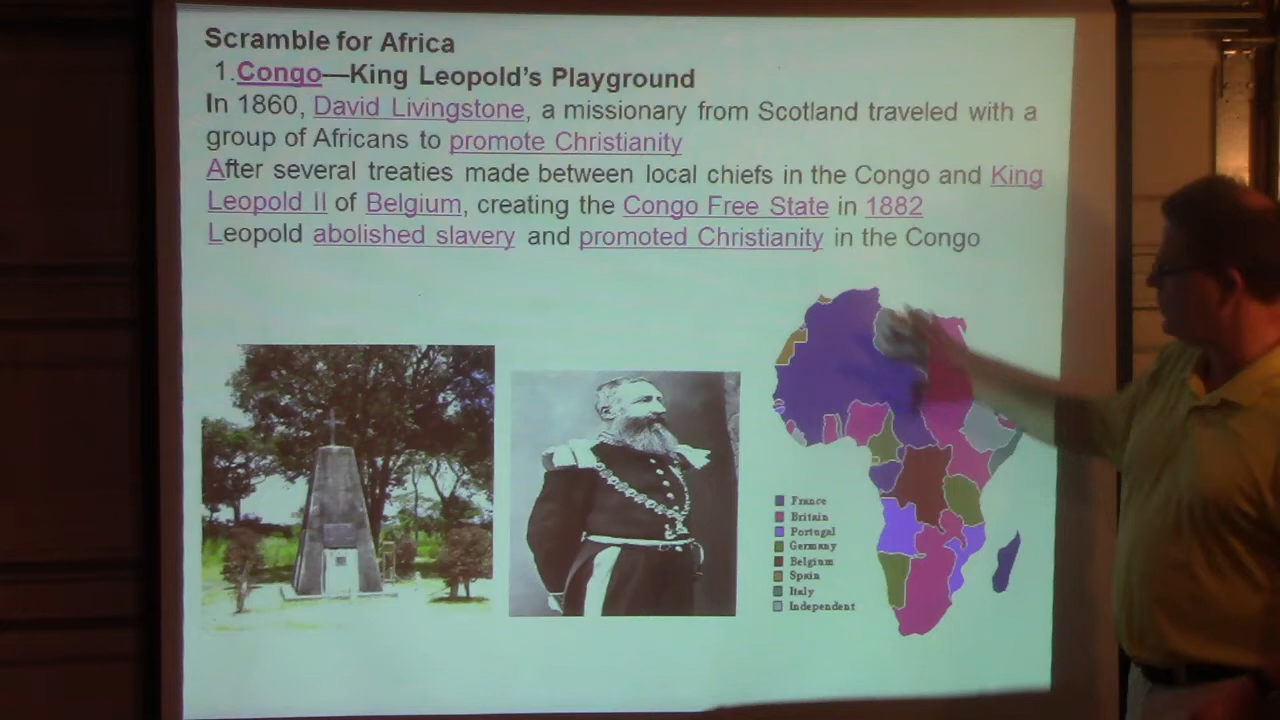 Scramble for Africa
1.Congo—King Leopold's Playground
In 1860, David Livingstone, a missionary from Scotland traveled with a
group of Africans to promote Christianity
After several treaties made between local chiefs in the Congo and King
Leopold II of Belgium, creating the Congo Free State in 1882
Leopold abolished slavery and promoted Christianity in the Congo
France
Britain
Portugal
Germany
Belgium
Spain
Italy
Independent